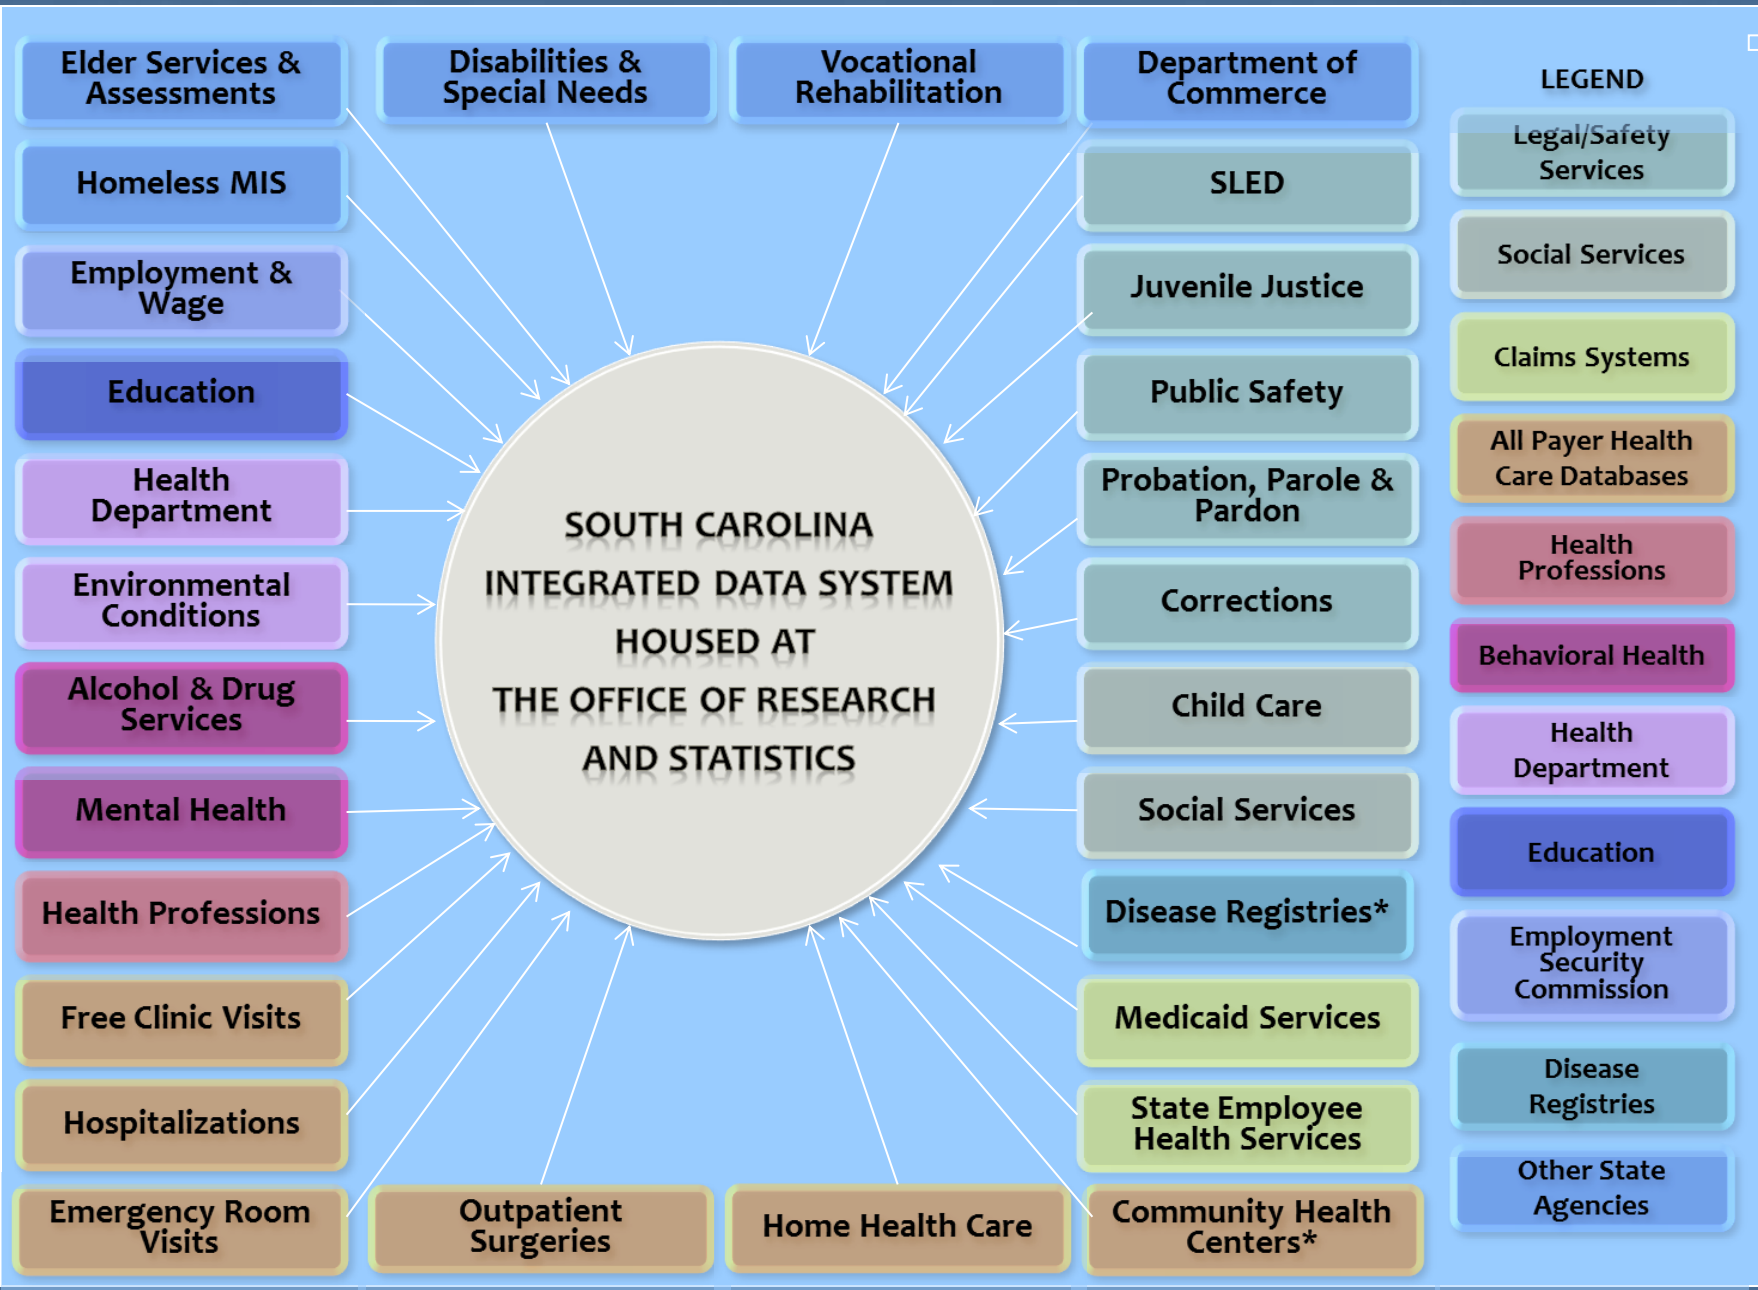 Elder Services &
Assessments
Disabilities &
Special Needs
Vocational
Rehabilitation
Department of
Commerce
Homeless MIS
Employment &
Wage
Education
Health
Department
Environmental
Conditions
Alcohol & Drug
Services
Mental Health
Health Professions
Free Clinic Visits
Hospitalizations
Emergency Room
Visits
Outpatient
Surgeries
Home Health Care
Community Health
Centers*
SOUTH CAROLINA
INTEGRATED DATA SYSTEM
HOUSED AT
THE OFFICE OF RESEARCH
AND STATISTICS
SLED
Juvenile Justice
Public Safety
Probation, Parole &
Pardon
Corrections
Child Care
Social Services
Disease Registries*
Medicaid Services
State Employee
Health Services
LEGEND
Legal/Safety
Services
Social Services
Claims Systems
All Payer Health
Care Databases
Health
Professions
Behavioral Health
Health
Department
Education
Employment
Security
Commission
Disease
Registries
Other State
Agencies